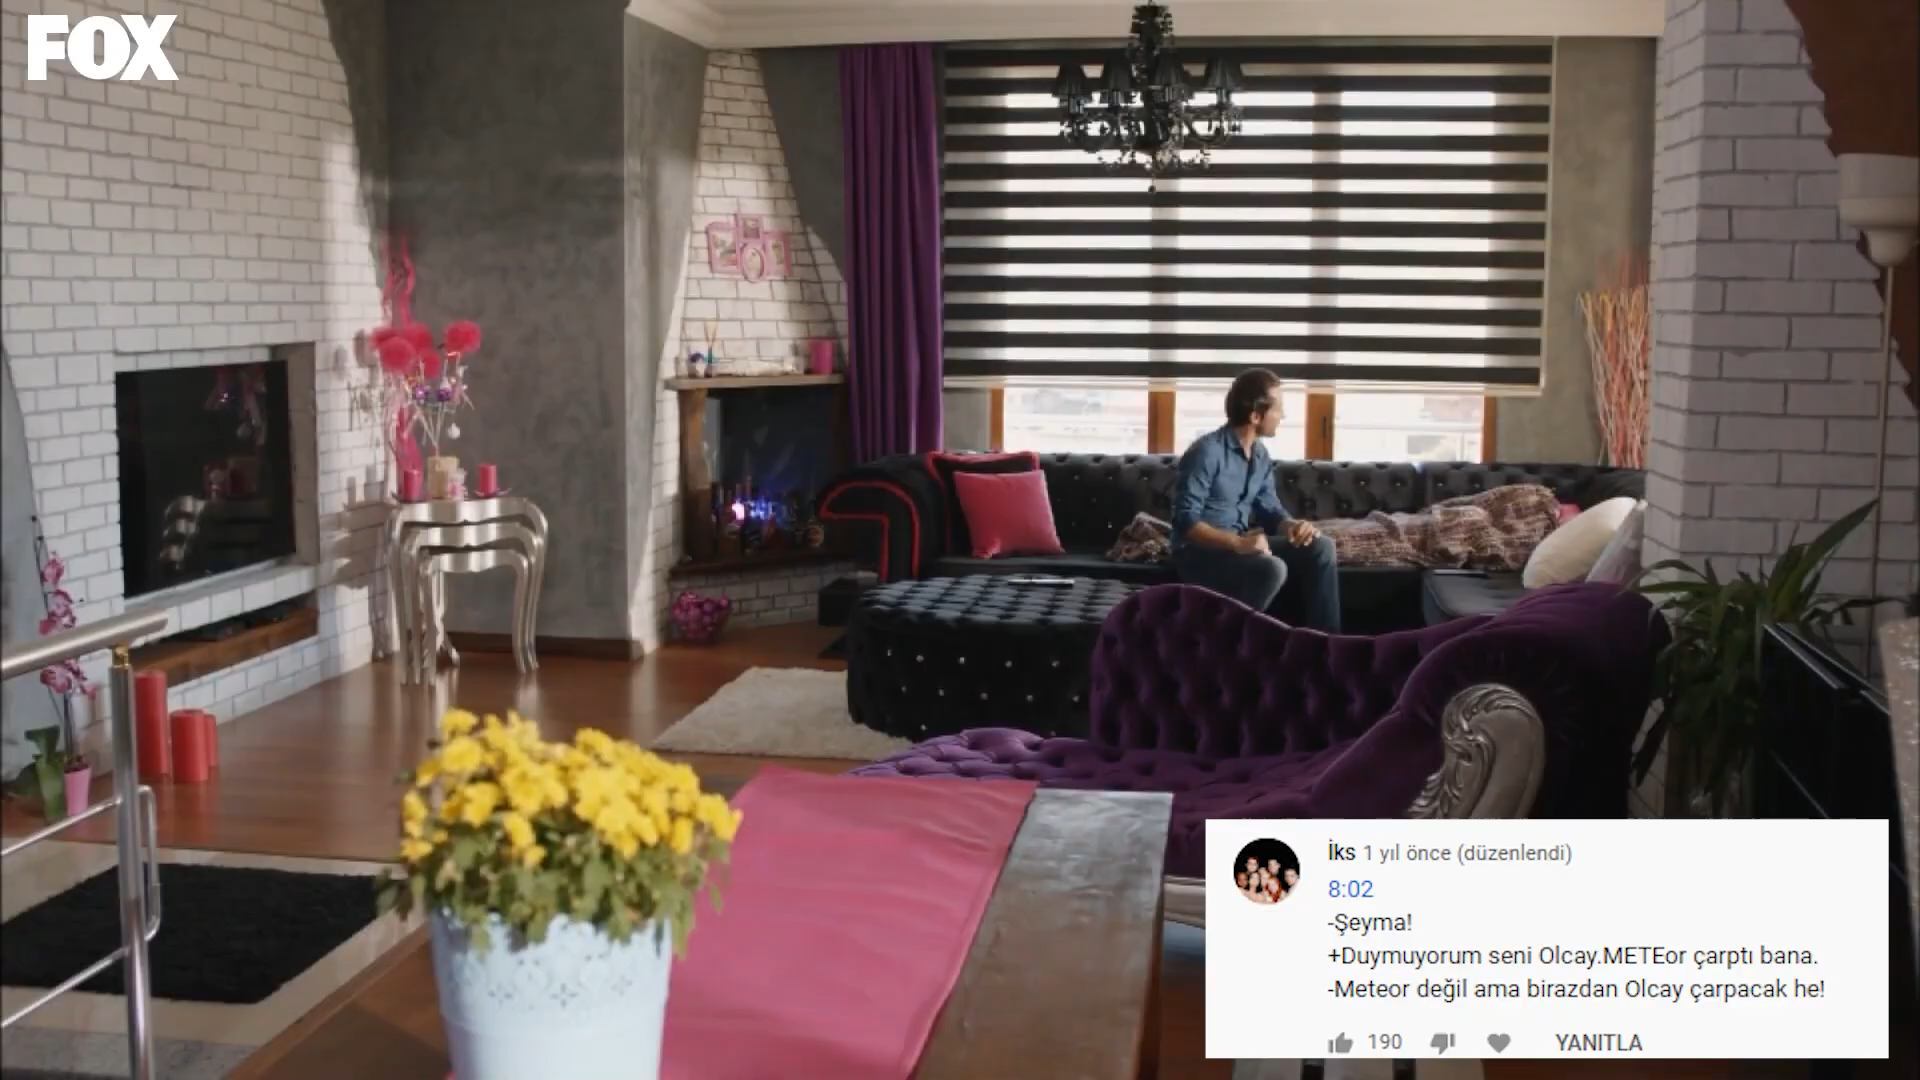 FOX
İks 1 yıl önce (düzenlendi)
8:02
-Şeyma!
+Duymuyorum seni Olcay.METEor çarptı bana.
-Meteor değil ama birazdan Olcay çarpacak he!
190 YANITLA